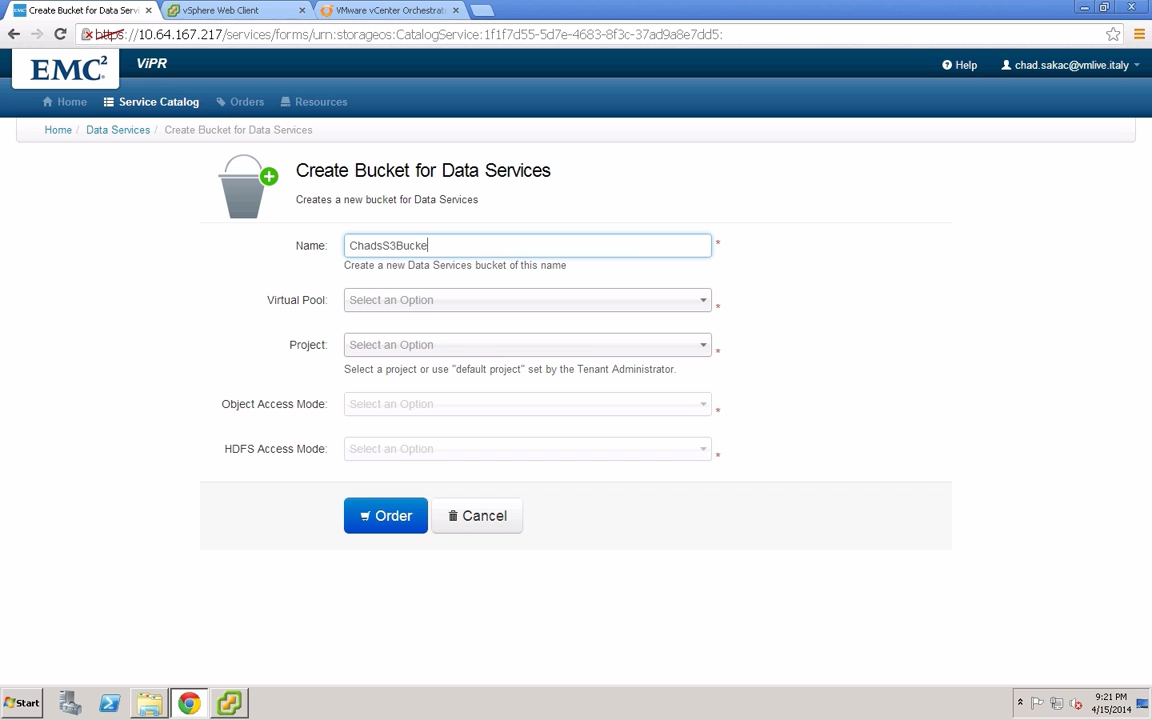 Create Bucket for Data Servi
vSphere Web Client
VMware vCenter Orchestrat
https://10.64.167.217/services/forms/urn:storageos:CatalogService:1f1f7d55-5d7e-4683-8f3c-37ad9a8e7dd5:
EMC²
ViPR
Help
chad.sakac@vmlive.italy
Home
Service Catalog
Orders
Resources
Home / Data Services / Create Bucket for Data Services
Create Bucket for Data Services
Creates a new bucket for Data Services
Name: ChadsS3Bucke *
Create a new Data Services bucket of this name
Virtual Pool: Select an Option *
Project: Select an Option *
Select a project or use "default project" set by the Tenant Administrator.
Object Access Mode: Select an Option *
HDFS Access Mode: Select an Option *
Order
Cancel
Start
9:21 PM
4/15/2014